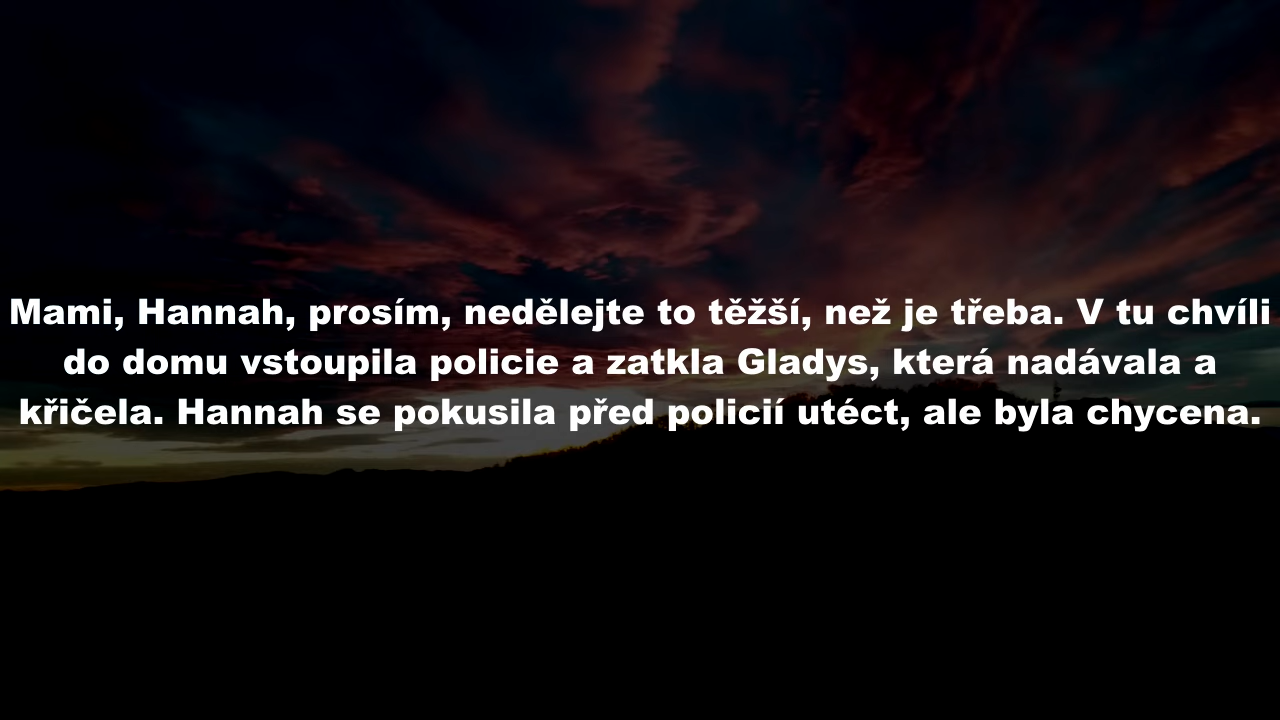 Mami, Hannah, prosím, nedělejte to těžší, než je třeba. V tu chvíli
do domu vstoupila policie a zatkla Gladys, která nadávala a
křičela. Hannah se pokusila před policií utéct, ale byla chycena.